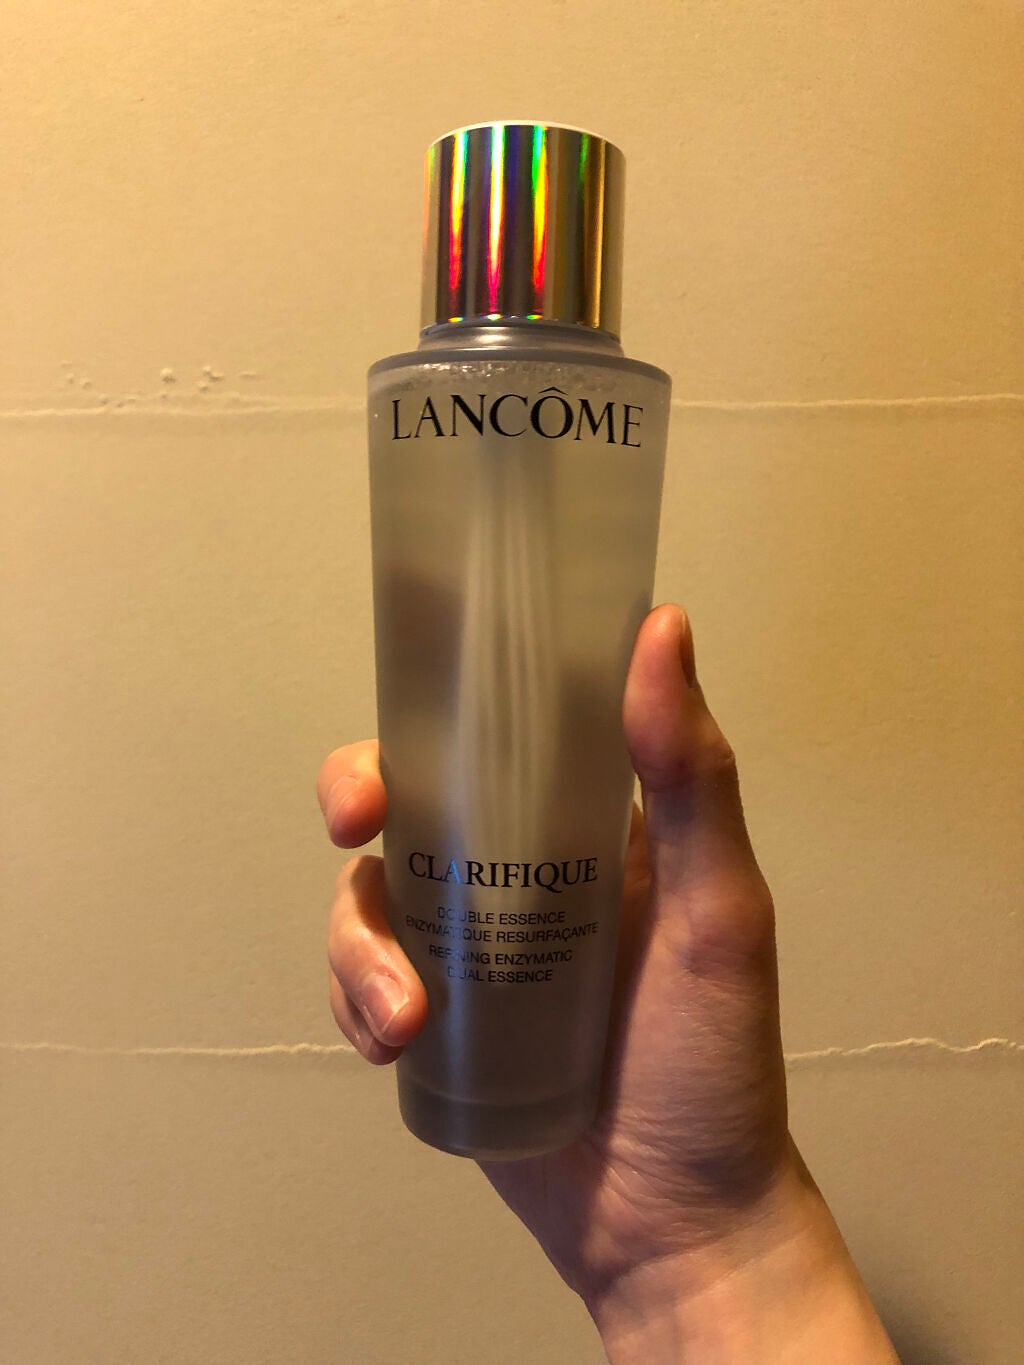 LANCÔME
CLARIFIQUE
DOUBLE ESSENCE
ENZYMATIQUE RESURFAÇANTE
REFINING ENZYMATIC
DUAL ESSENCE